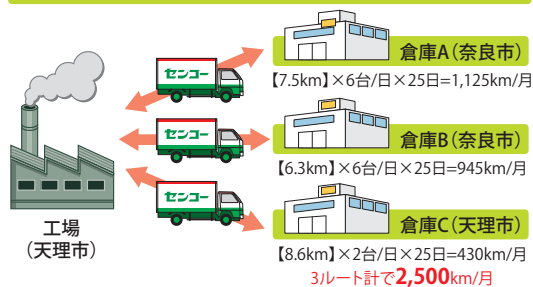 倉庫A（奈良市）
【7.5km】×6台/日×25日=1,125km/月
センコー
倉庫B（奈良市）
【6.3km】×6台/日×25日=945km/月
センコー
倉庫C（天理市）
【8.6km】×2台/日×25日=430km/月
センコー
工場
（天理市）
3ルート計で2,500km/月